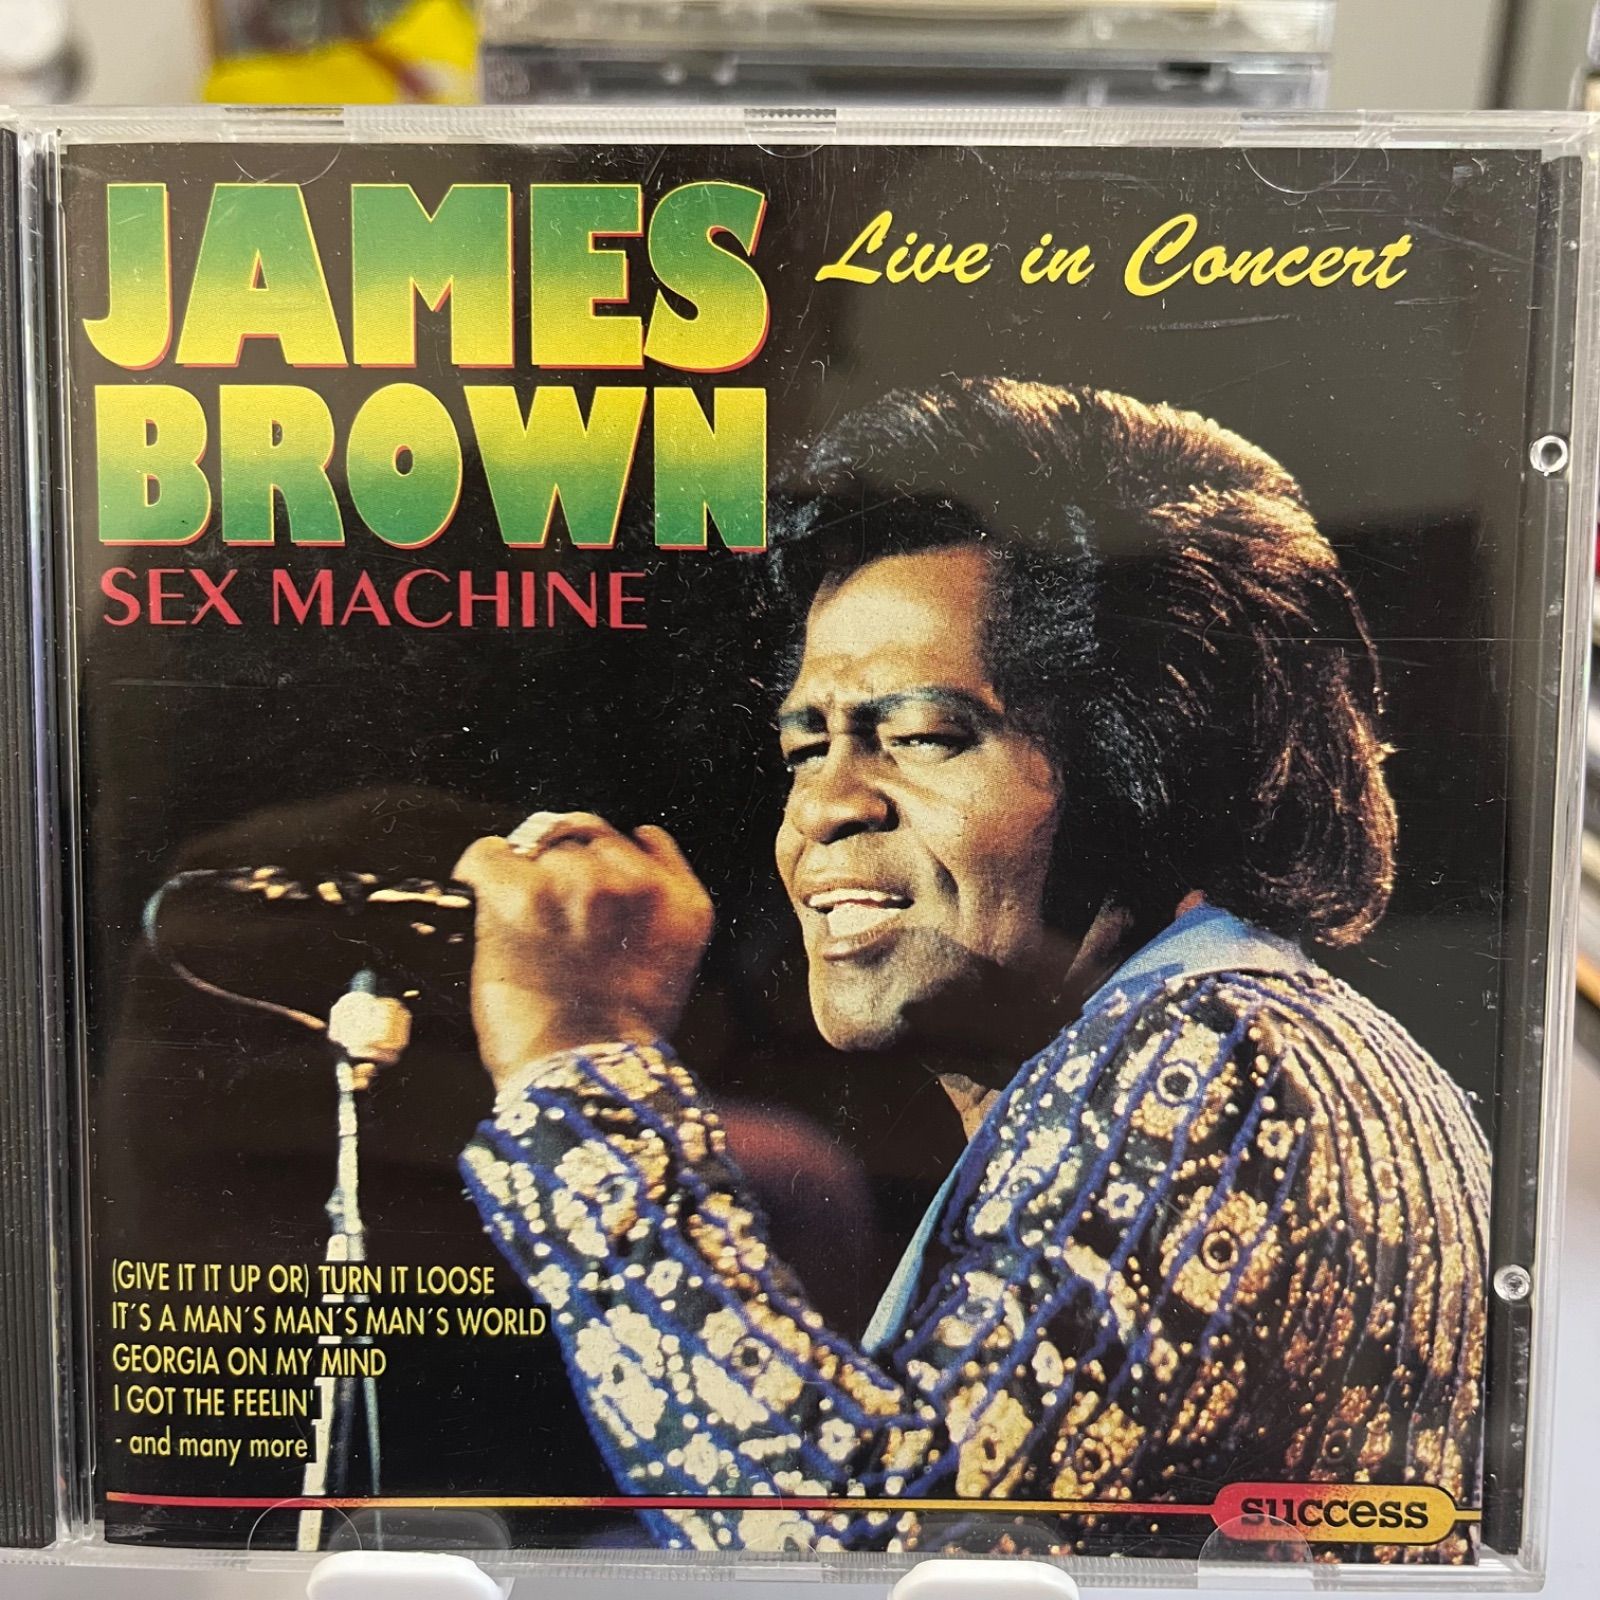 JAMES
BROWN
SEX MACHINE
Live in Concert
(GIVE IT IT UP OR) TURN IT LOOSE
IT´S A MAN´S MAN´S MAN´S WORLD
GEORGIA ON MY MIND
I GOT THE FEELIN'
- and many more
success